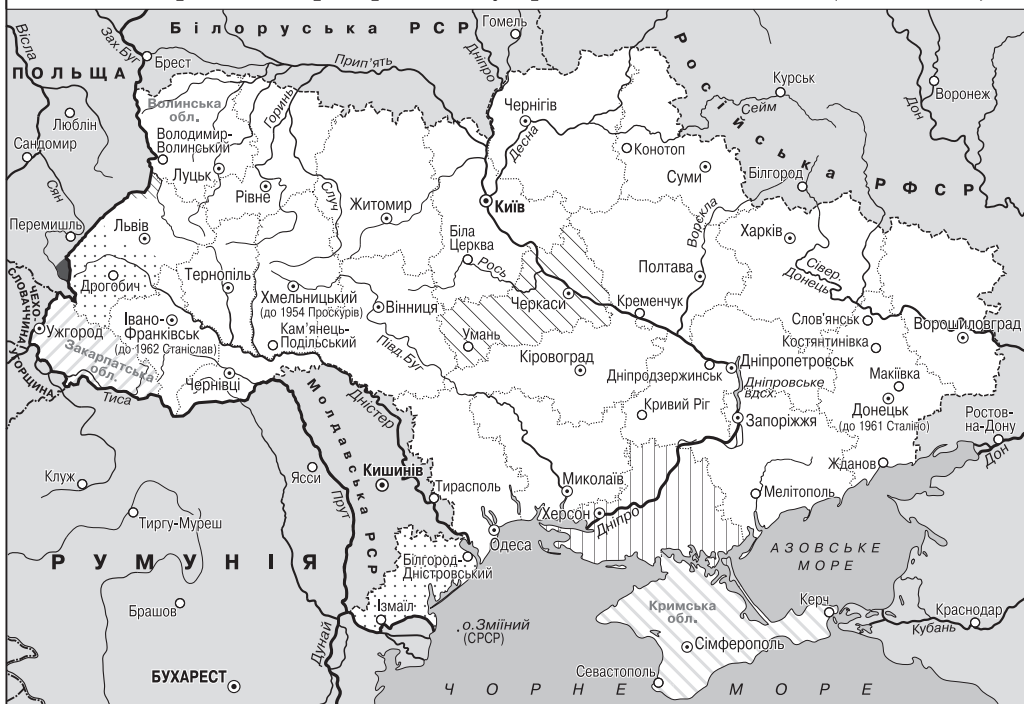 Білоруська РСР
Гомель
Вісла
Зах. Буг
Брест
Прип'ять
Дніпро
Російська РФСР
Курськ
Сейм
Дон
Воронеж
ПОЛЬЩА
Люблін
Сандомир
Сян
Перемишль
Волинська
обл.
Володимир-
Волинський
Луцьк
Горинь
Рівне
Случ
Чернігів
Десна
Конотоп
Суми
Білгород
Житомир
Київ
Ворскла
Харків
Львів
Біла
Церква
Рось
Полтава
Сівер.
Донець
ЧЕХО-
СЛОВАЧЧИНА
Дрогобич
Тернопіль
Хмельницький
(до 1954 Проскурів)
Вінниця
Черкаси
Кременчук
Слов'янськ
Ворошиловград
Ужгород
Івано-
Франківськ
(до 1962 Станіслав)
Кам'янець-
Подільський
Умань
Костянтинівка
Закарпатська
обл.
УГОРЩИНА
Тиса
Чернівці
Півд. Буг
Кіровоград
Дніпропетровськ
Дніпродзержинськ
Дніпровське
вдсх.
Макіївка
Донецьк
(до 1961 Сталіно)
Ростов-
на-Дону
Дон
Кривий Ріг
Запоріжжя
Жданов
Молдавська РСР
Дністер
Клуж
Ясси
Кишинів
Прут
Тирасполь
Миколаїв
Мелітополь
Херсон
Дніпро
Тиргу-Муреш
Одеса
АЗОВСЬКЕ
МОРЕ
РУМУНІЯ
Білгород-
Дністровський
Брашов
Ізмаїл
о. Зміїний
(СРСР)
Кримська
обл.
Керч
Краснодар
Кубань
Сімферополь
Дунай
БУХАРЕСТ
Севастополь
ЧОРНЕ МОРЕ